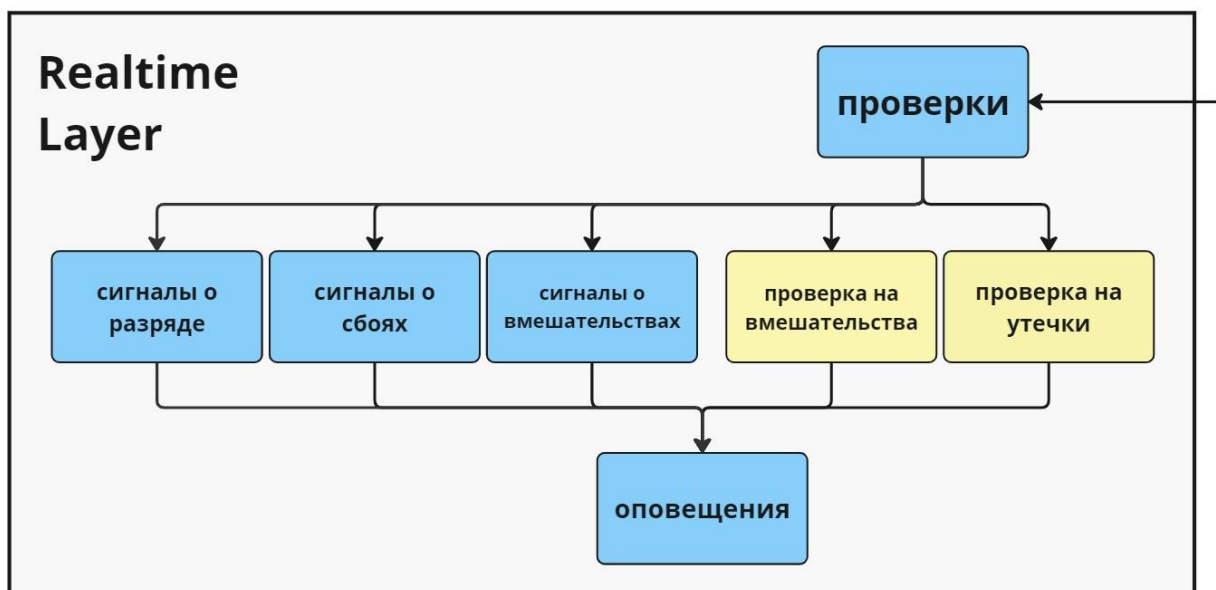 Realtime
Layer
проверки
сигналы о
разряде
сигналы о
сбоях
сигналы о
вмешательствах
проверка на
вмешательства
проверка на
утечки
оповещения